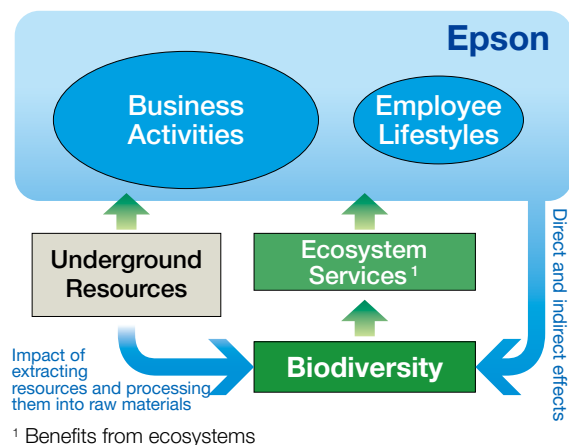 Epson
Business
Activities
Employee
Lifestyles
Underground
Resources
Ecosystem
Services ¹
Direct and indirect effects
Impact of
extracting
resources and processing
them into raw materials
Biodiversity
¹ Benefits from ecosystems